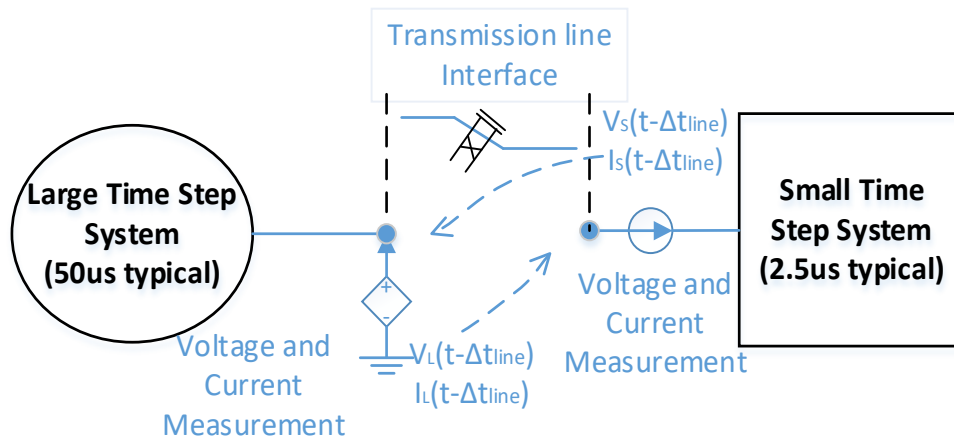 Transmission line
Interface
VS(t-Δtline)
IS(t-Δtline)
Large Time Step
System
(50us typical)
Small Time
Step System
(2.5us typical)
+
-
Voltage and
Current
Measurement
VL(t-Δtline)
IL(t-Δtline)
Voltage and
Current
Measurement